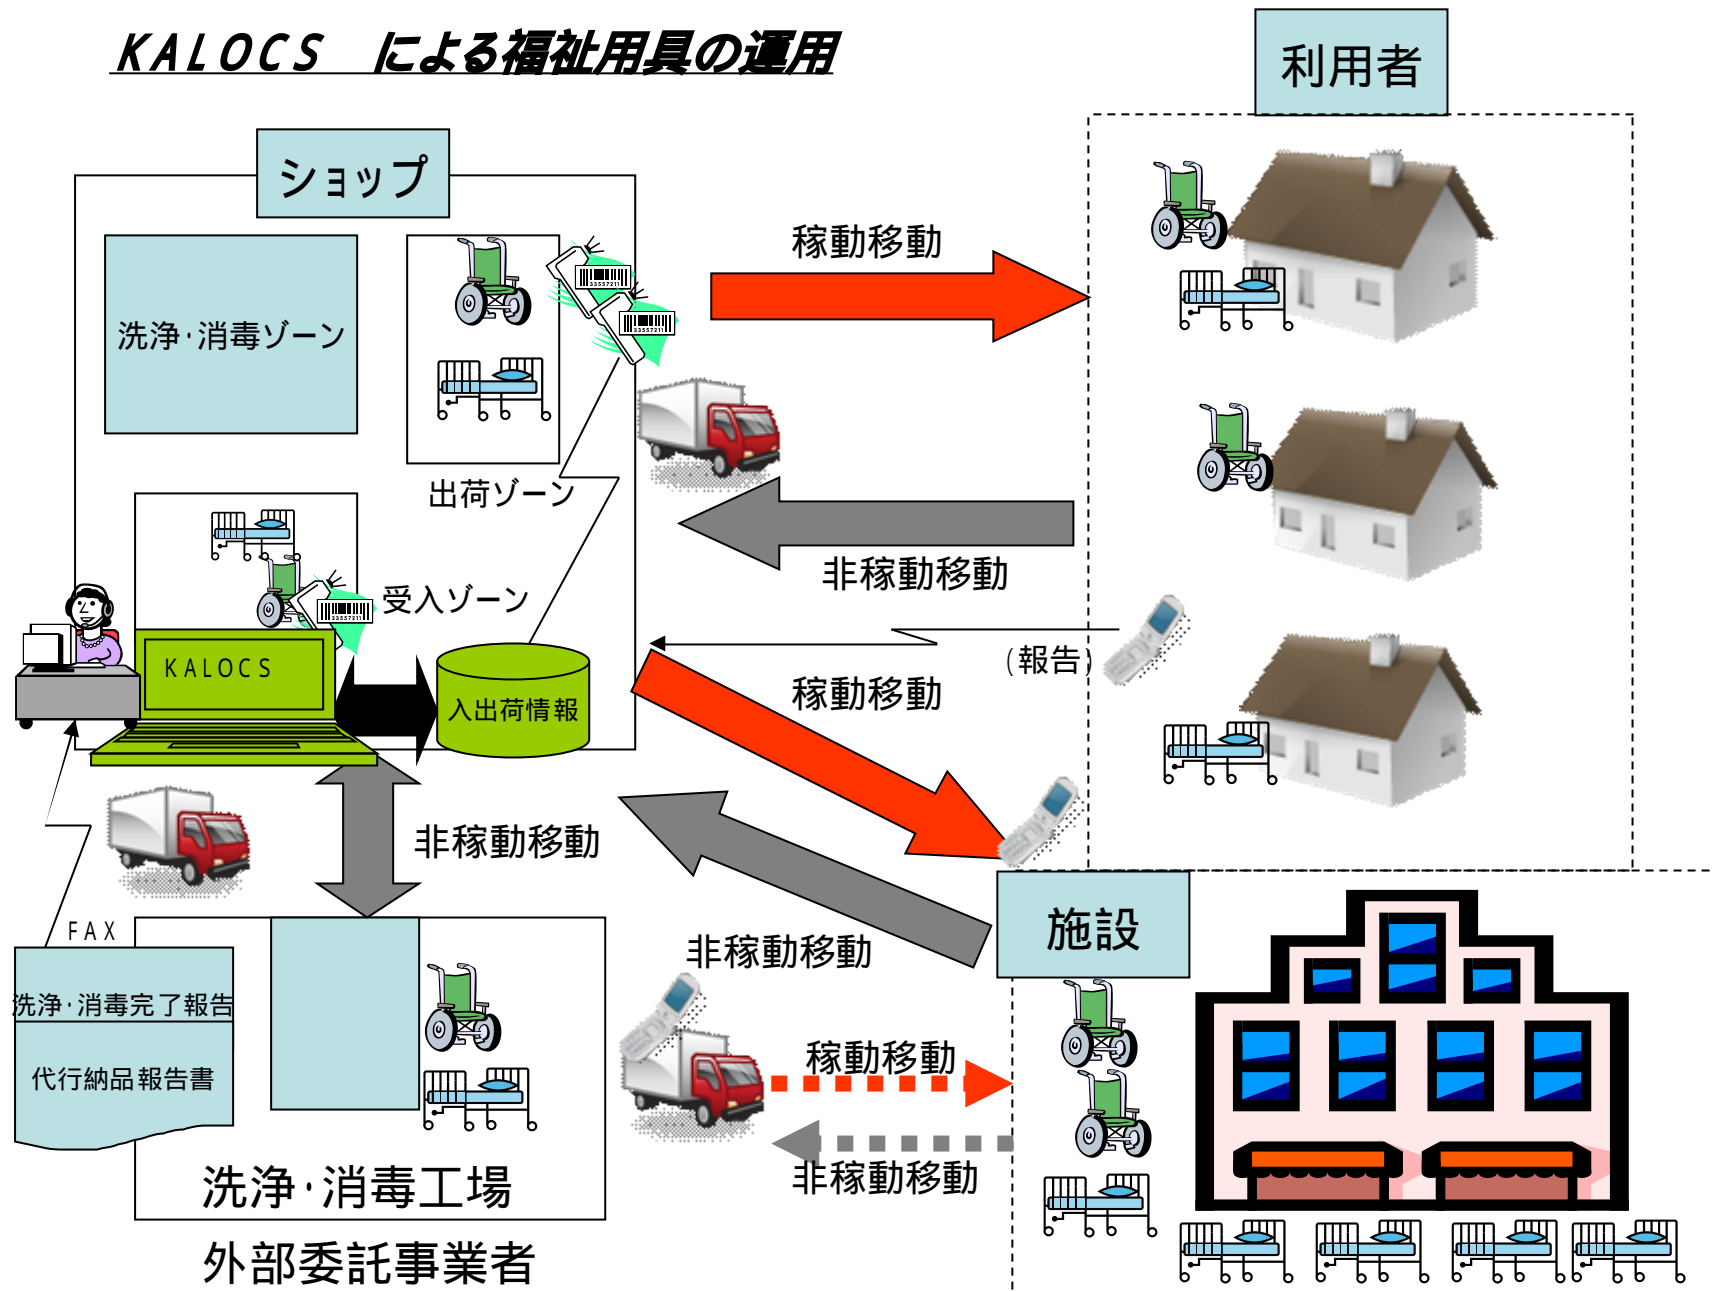 KALOCS による福祉用具の運用
利用者
ショップ
稼動移動
洗浄・消毒ゾーン
33557211
33557211
出荷ゾーン
非稼動移動
受入ゾーン
33557211
(報告)
KALOCS
稼動移動
入出荷情報
非稼動移動
施設
FAX
非稼動移動
洗浄・消毒完了報告
稼動移動
代行納品報告書
非稼動移動
洗浄・消毒工場
外部委託事業者